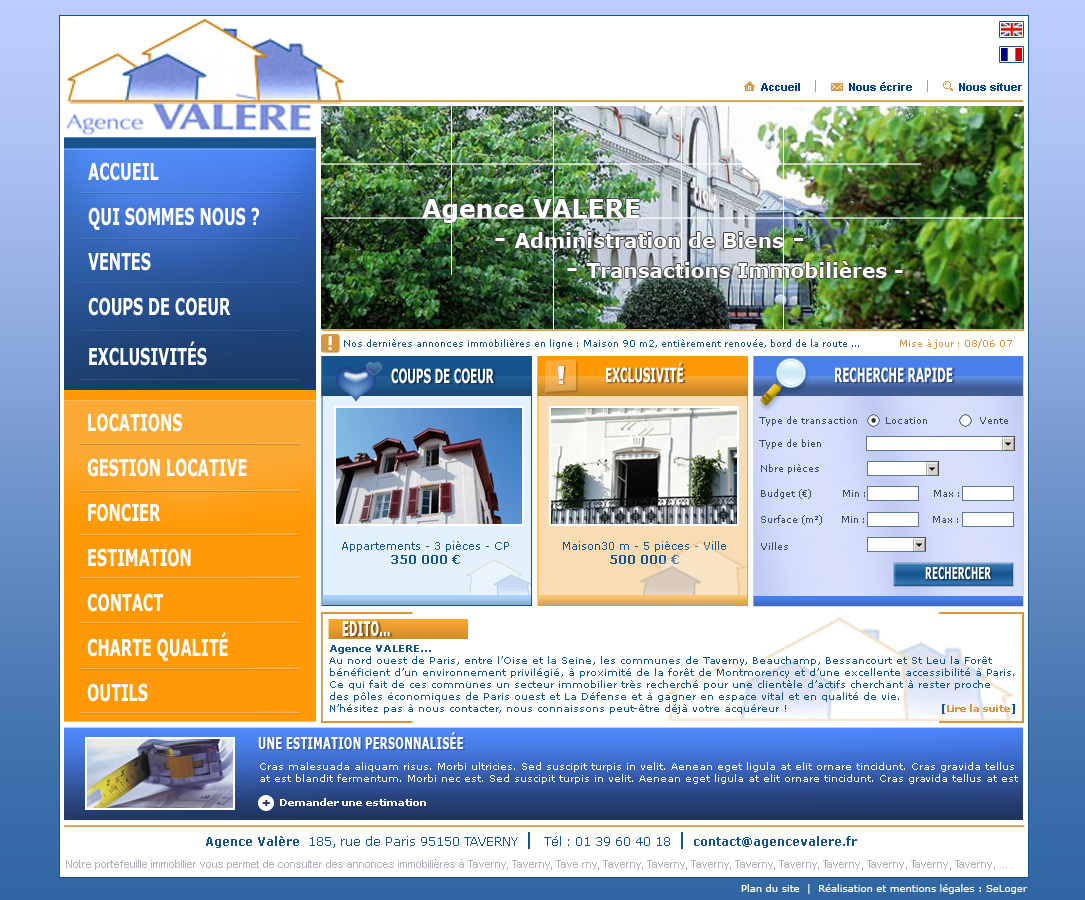 Agence VALÈRE
Accueil | Nous écrire | Nous situer
ACCUEIL
QUI SOMMES NOUS ?
VENTES
COUPS DE COEUR
EXCLUSIVITÉS
LOCATIONS
GESTION LOCATIVE
FONCIER
ESTIMATION
CONTACT
CHARTE QUALITÉ
OUTILS
Agence VALERE
- Administration de Biens -
- Transactions Immobilières -
! Nos dernières annonces immobilières en ligne : Maison 90 m2, entièrement renovée, bord de la route ... Mise à jour : 08/06 07
COUPS DE COEUR
Appartements - 3 pièces - CP
350 000 €
! EXCLUSIVITÉ
Maison30 m - 5 pièces - Ville
500 000 €
RECHERCHE RAPIDE
Type de transaction Location Vente
Type de bien
Nbre pièces
Budget (€) Min : Max :
Surface (m²) Min : Max :
Villes
RECHERCHER
EDITO...
Agence VALERE...
Au nord ouest de Paris, entre l'Oise et la Seine, les communes de Taverny, Beauchamp, Bessancourt et St Leu la Forêt
bénéficient d'un environnement privilégié, à proximité de la forêt de Montmorency et d'une excellente accessibilité à Paris.
Ce qui fait de ces communes un secteur immobilier très recherché pour une clientèle d'actifs cherchant à rester proche
des pôles économiques de Paris ouest et La Défense et à gagner en espace vital et en qualité de vie.
N'hésitez pas à nous contacter, nous connaissons peut-être déjà votre acquéreur ! [Lire la suite]
UNE ESTIMATION PERSONNALISÉE
Cras malesuada aliquam risus. Morbi ultricies. Sed suscipit turpis in velit. Aenean eget ligula at elit ornare tincidunt. Cras gravida tellus
at est blandit fermentum. Morbi nec est. Sed suscipit turpis in velit. Aenean eget ligula at elit ornare tincidunt. Cras gravida tellus at est
Demander une estimation
Agence Valère 185, rue de Paris 95150 TAVERNY | Tél : 01 39 60 40 18 | contact@agencevalere.fr
Notre portefeuille immobilier vous permet de consulter des annonces immobilières à Taverny, Taverny, Tave rny, Taverny, Taverny, Taverny, Taverny, Taverny, Taverny, Taverny, Taverny, Taverny, ... .
Plan du site | Réalisation et mentions légales : SeLoger